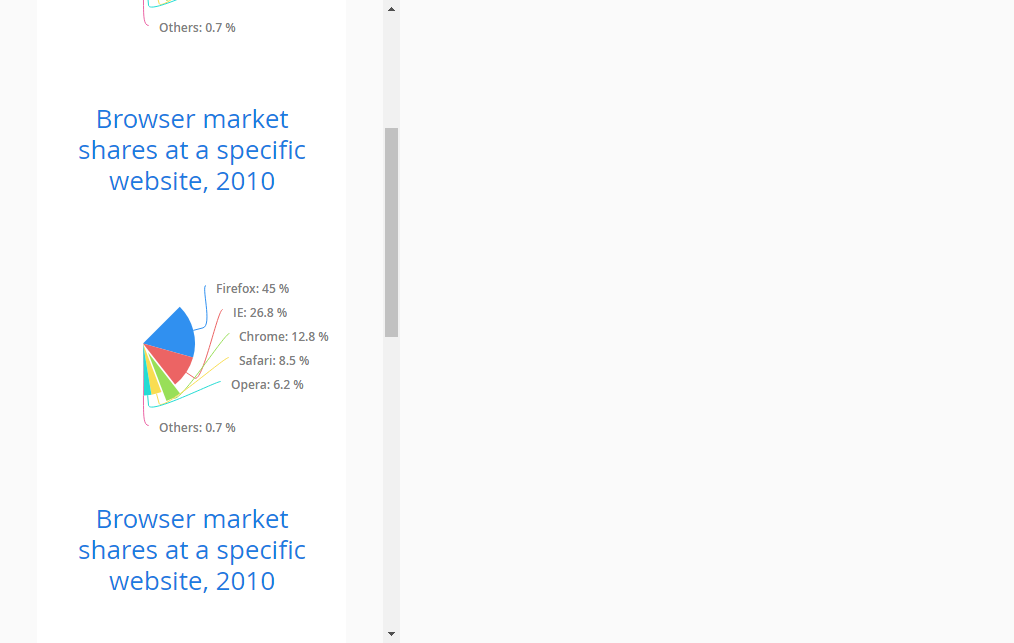 Others: 0.7 %
Browser market
shares at a specific
website, 2010
Firefox: 45 %
IE: 26.8 %
Chrome: 12.8 %
Safari: 8.5 %
Opera: 6.2 %
Others: 0.7 %
Browser market
shares at a specific
website, 2010